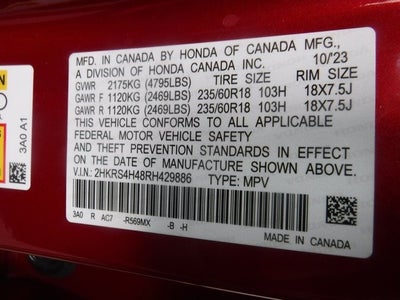 MFD. IN CANADA BY HONDA OF CANADA MFG.,
A DIVISION OF HONDA CANADA INC. 10/'23
GVWR 2175KG (4795LBS) TIRE SIZE RIM SIZE
GAWR F 1120KG (2469LBS) 235/60R18 103H 18X7.5J
GAWR R 1120KG (2469LBS) 235/60R18 103H 18X7.5J
THIS VEHICLE CONFORMS TO ALL APPLICABLE
FEDERAL MOTOR VEHICLE SAFETY
AND THEFT PREVENTION STANDARDS IN EFFECT
ON THE DATE OF MANUFACTURE SHOWN ABOVE.
V.I.N.: 2HKRS4H48RH429886 TYPE: MPV
3A0 R AC7 -R569MX -B -H
MADE IN CANADA
3A0 A1